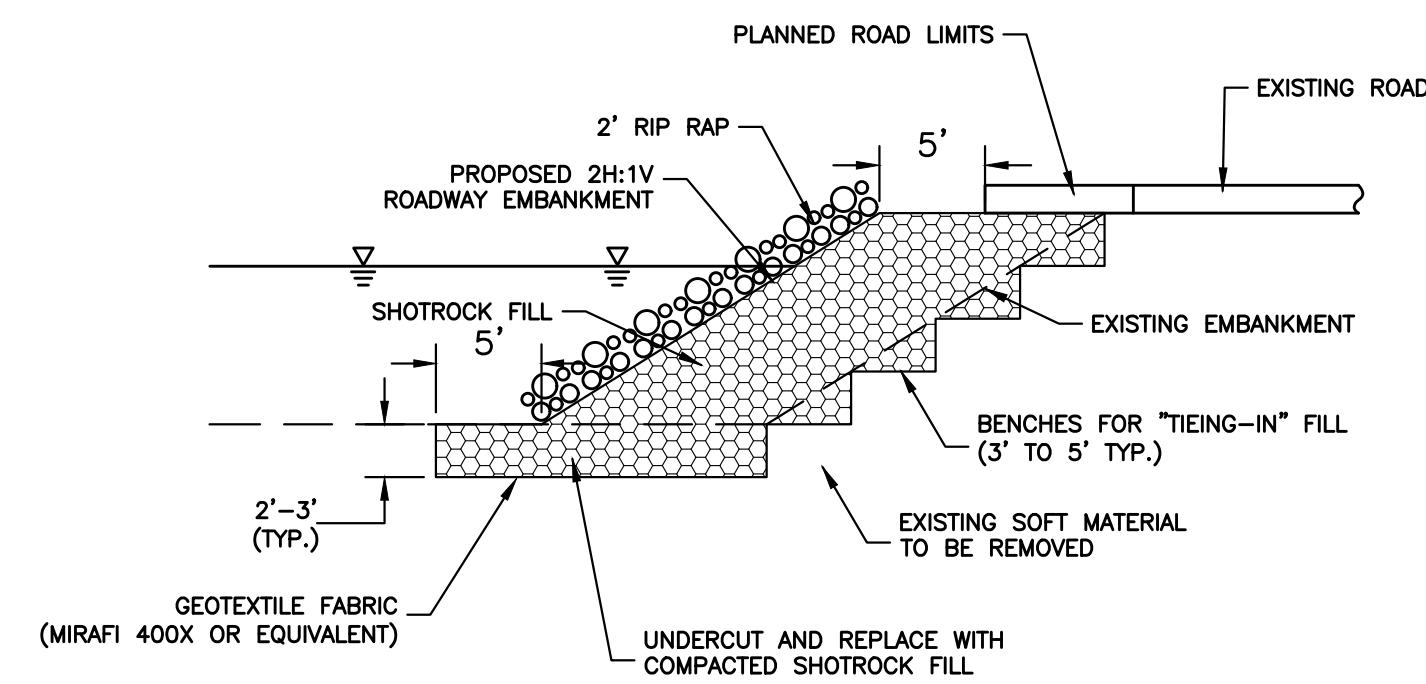 PLANNED ROAD LIMITS
EXISTING ROAD
2' RIP RAP
5'
PROPOSED 2H:1V
ROADWAY EMBANKMENT
SHOTROCK FILL
5'
EXISTING EMBANKMENT
BENCHES FOR "TIEING-IN" FILL
(3' TO 5' TYP.)
2'-3'
(TYP.)
EXISTING SOFT MATERIAL
TO BE REMOVED
GEOTEXTILE FABRIC
(MIRAFI 400X OR EQUIVALENT)
UNDERCUT AND REPLACE WITH
COMPACTED SHOTROCK FILL